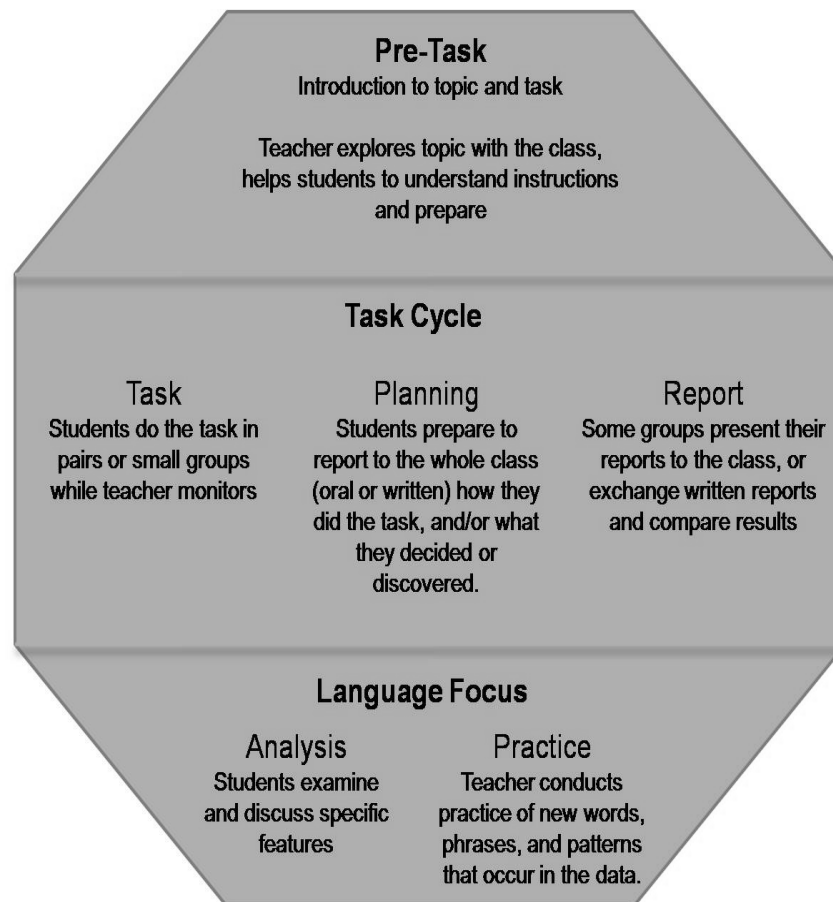 Pre-Task
Introduction to topic and task
Teacher explores topic with the class,
helps students to understand instructions
and prepare
Task Cycle
Task
Students do the task in
pairs or small groups
while teacher monitors
Planning
Students prepare to
report to the whole class
(oral or written) how they
did the task, and/or what
they decided or
discovered.
Report
Some groups present their
reports to the class, or
exchange written reports
and compare results
Language Focus
Analysis
Students examine
and discuss specific
features
Practice
Teacher conducts
practice of new words,
phrases, and patterns
that occur in the data.